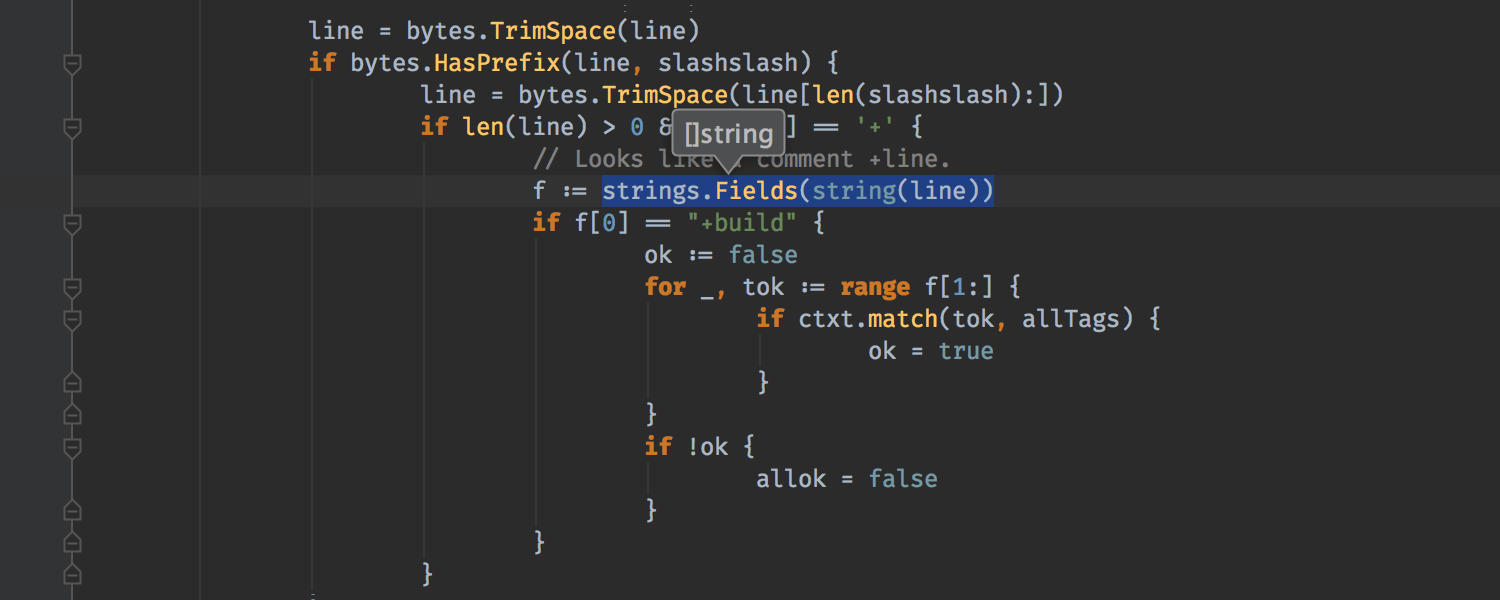 line = bytes.TrimSpace(line)
if bytes.HasPrefix(line, slashslash) {
line = bytes.TrimSpace(line[len(slashslash):])
if len(line) > 0 ] == '+' {
[]string
// Looks like comment +line.
f := strings.Fields(string(line))
if f[0] == "+build" {
ok := false
for _, tok := range f[1:] {
if ctxt.match(tok, allTags) {
ok = true
}
}
if !ok {
allok = false
}
}
}